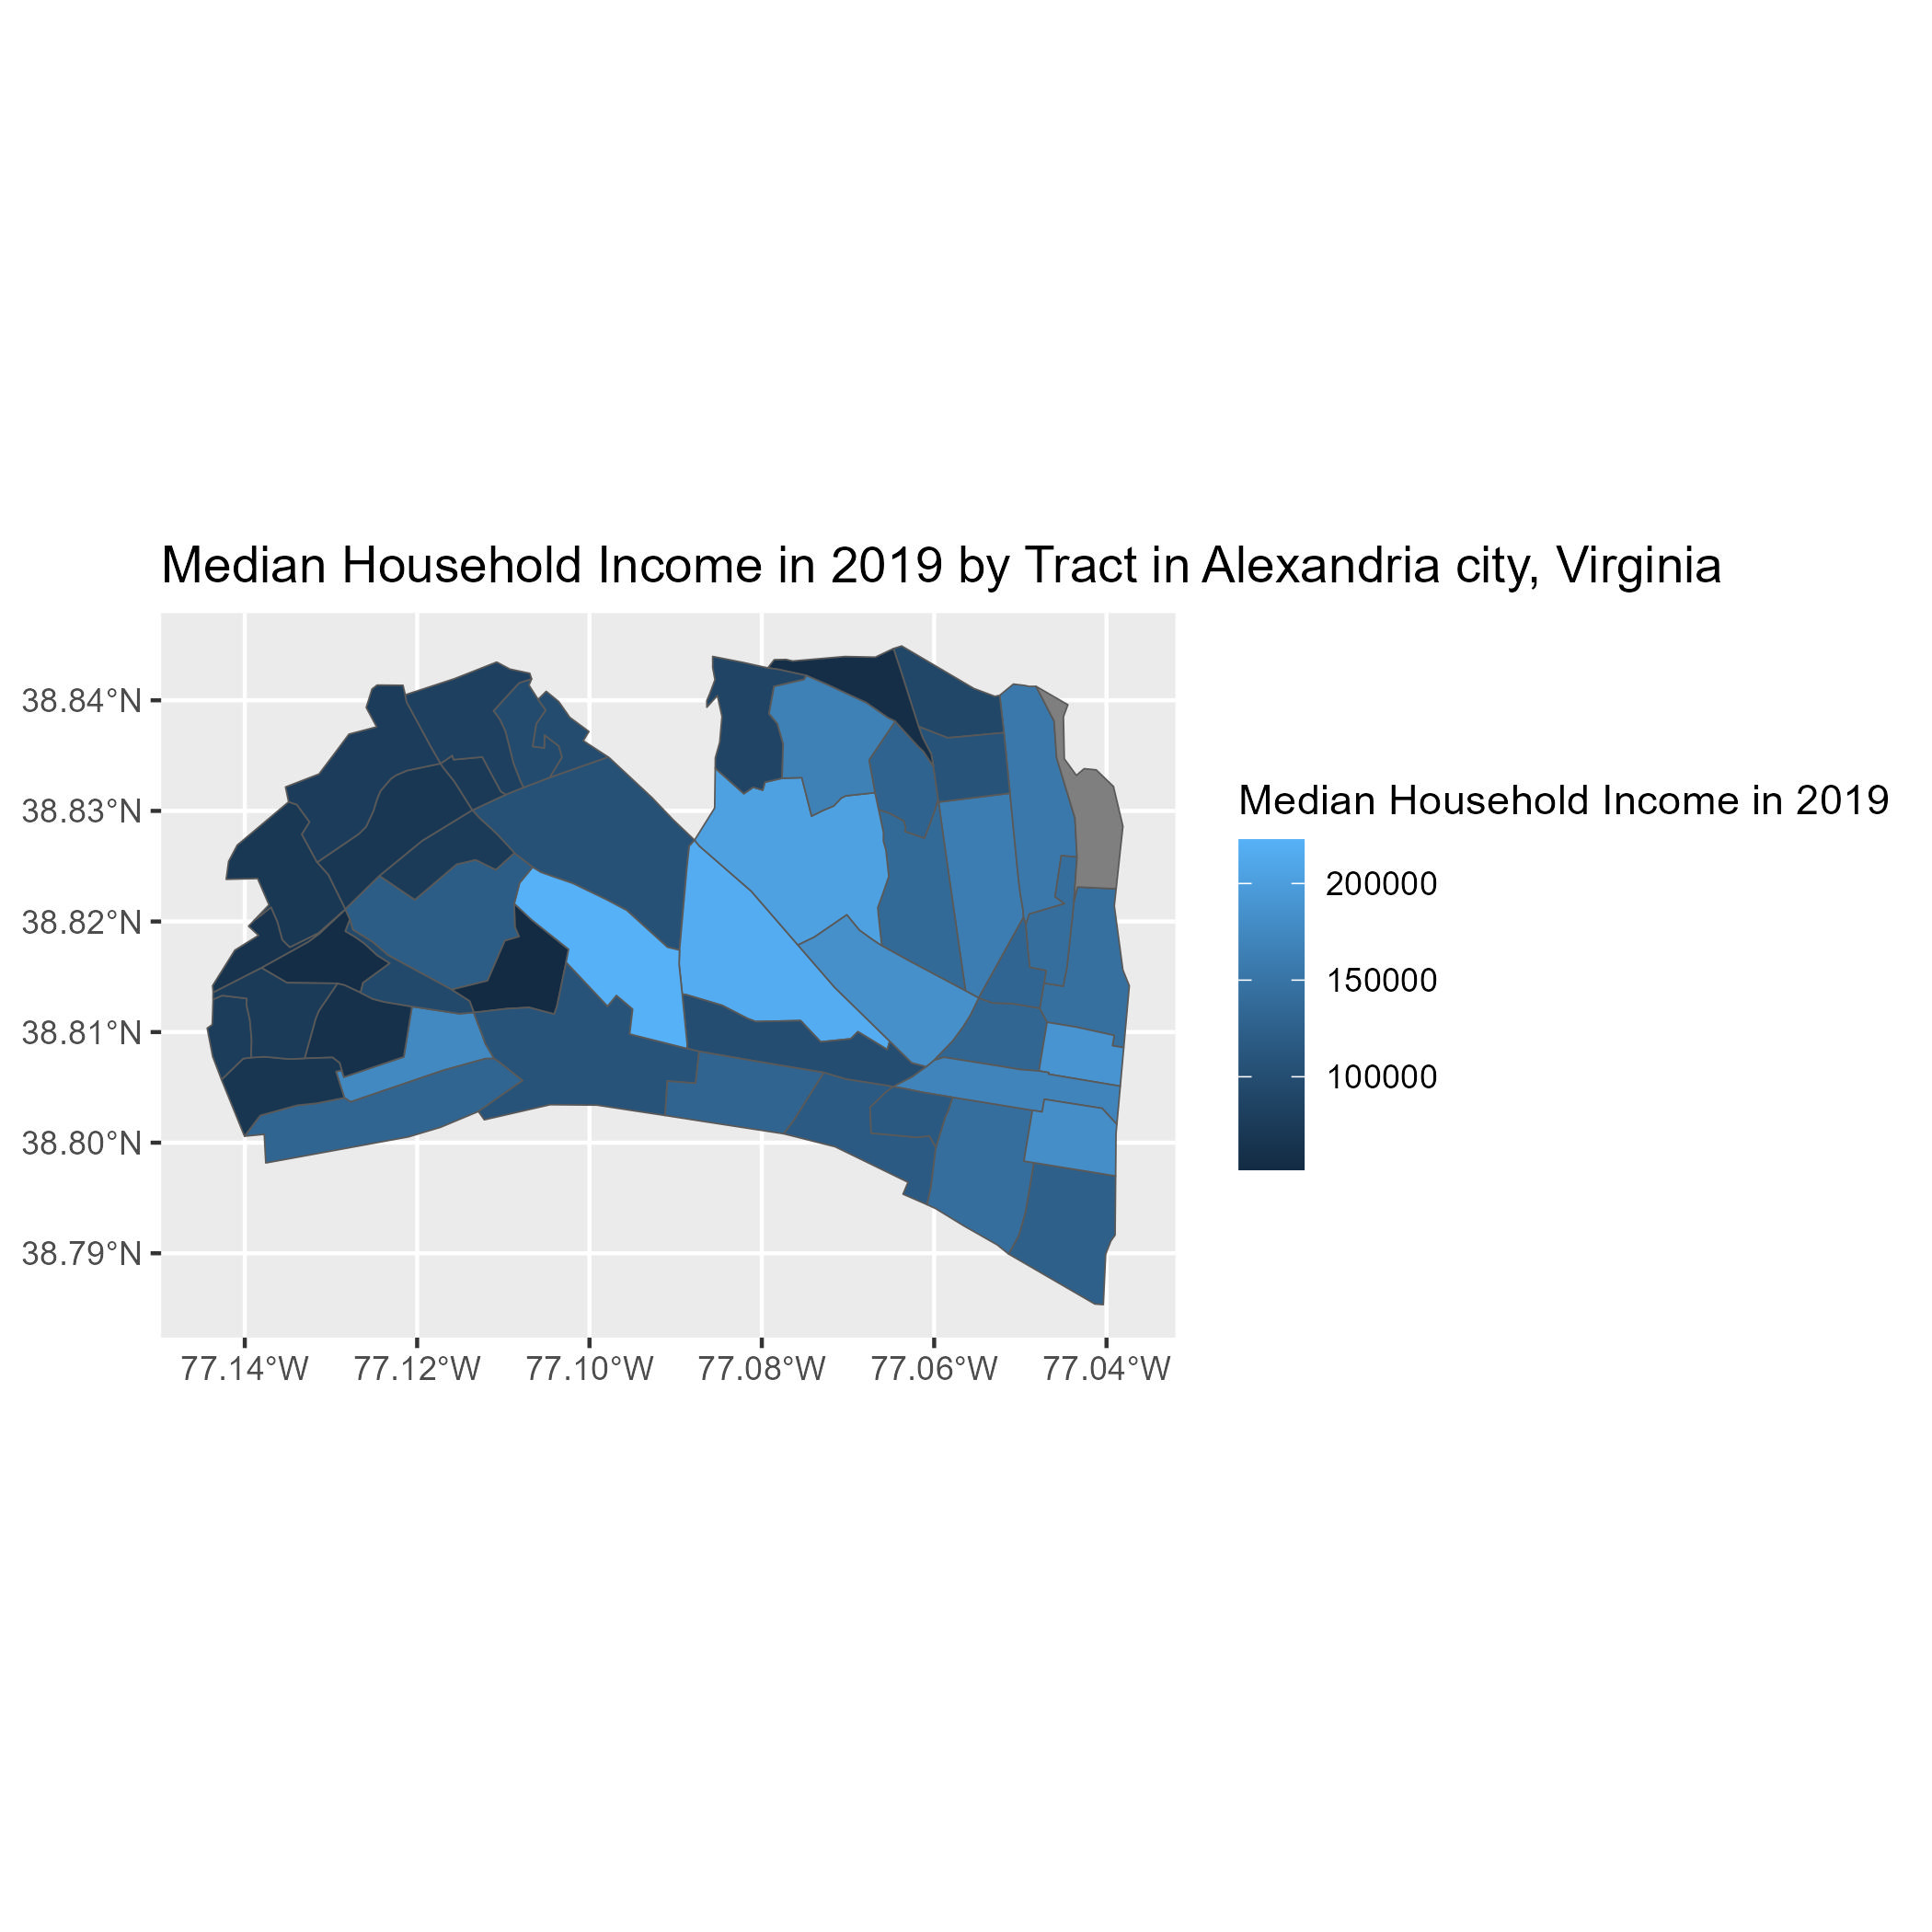 Median Household Income in 2019 by Tract in Alexandria city, Virginia
38.84°N
38.83°N
38.82°N
38.81°N
38.80°N
38.79°N
77.14°W
77.12°W
77.10°W
77.08°W
77.06°W
77.04°W
Median Household Income in 2019
200000
150000
100000